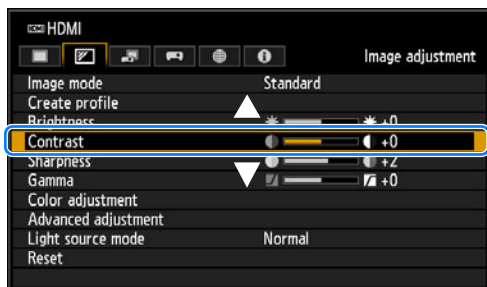 HDMI
Image adjustment
Image mode Standard
Create profile
Brightness +0
Contrast +0
Sharpness +2
Gamma +0
Color adjustment
Advanced adjustment
Light source mode Normal
Reset